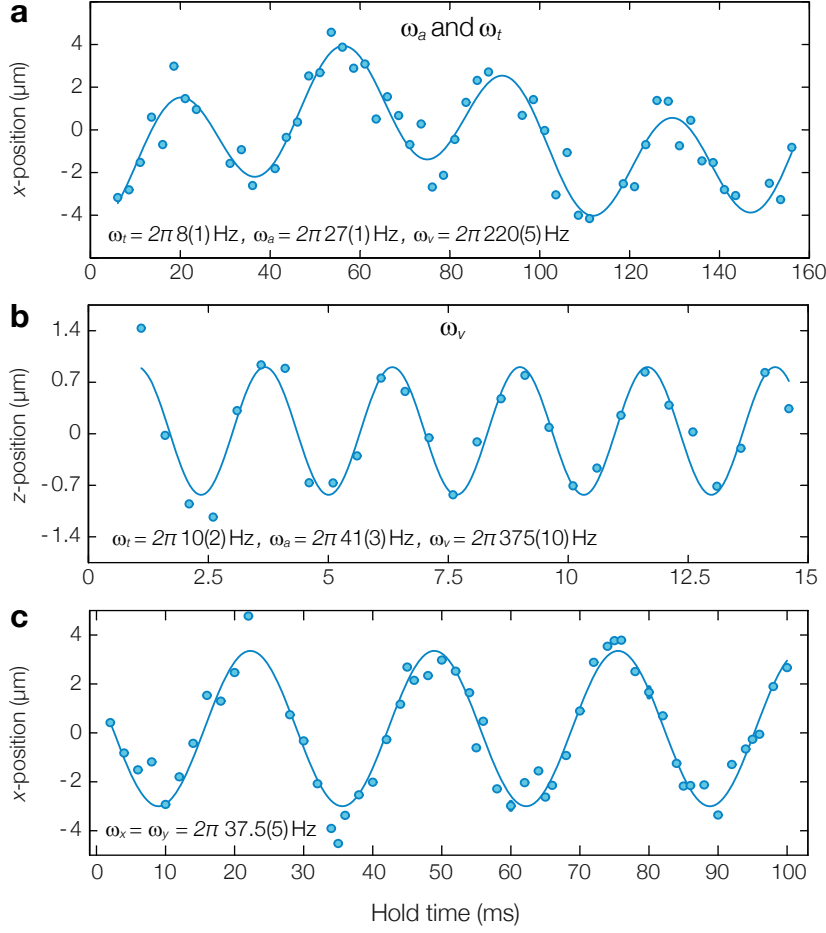 a
ωa and ωt
x-position (µm)
4
2
0
-2
-4
ωt = 2π 8(1) Hz , ωa = 2π 27(1) Hz , ωv = 2π 220(5) Hz
0 20 40 60 80 100 120 140 160
b
ωv
z-position (µm)
1.4
0.7
0
-0.7
-1.4
ωt = 2π 10(2) Hz , ωa = 2π 41(3) Hz , ωv = 2π 375(10) Hz
0 2.5 5 7.5 10 12.5 15
c
x-position (µm)
4
2
0
-2
-4
ωx = ωy = 2π 37.5(5) Hz
0 10 20 30 40 50 60 70 80 90 100
Hold time (ms)